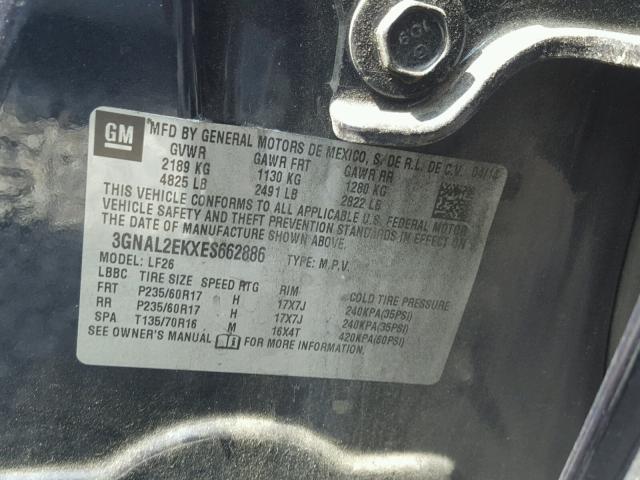 GM
MFD BY GENERAL MOTORS DE MEXICO, S. DE R.L. DE C.V. 04/14
GVWR GAWR FRT GAWR RR
2189 KG 1130 KG 1280 KG
4825 LB 2491 LB 2822 LB
THIS VEHICLE CONFORMS TO ALL APPLICABLE U.S. FEDERAL MOTOR
VEHICLE SAFETY AND THEFT PREVENTION STANDARDS IN EFFECT ON
THE DATE OF MANUFACTURE SHOWN ABOVE.
3GNAL2EKXES662886 TYPE: M.P.V.
MODEL: LF26
LBBC TIRE SIZE SPEED RTG RIM COLD TIRE PRESSURE
FRT P235/60R17 H 17X7J 240KPA(35PSI)
RR P235/60R17 H 17X7J 240KPA(35PSI)
SPA T135/70R16 M 16X4T 420KPA(60PSI)
SEE OWNER'S MANUAL FOR MORE INFORMATION.